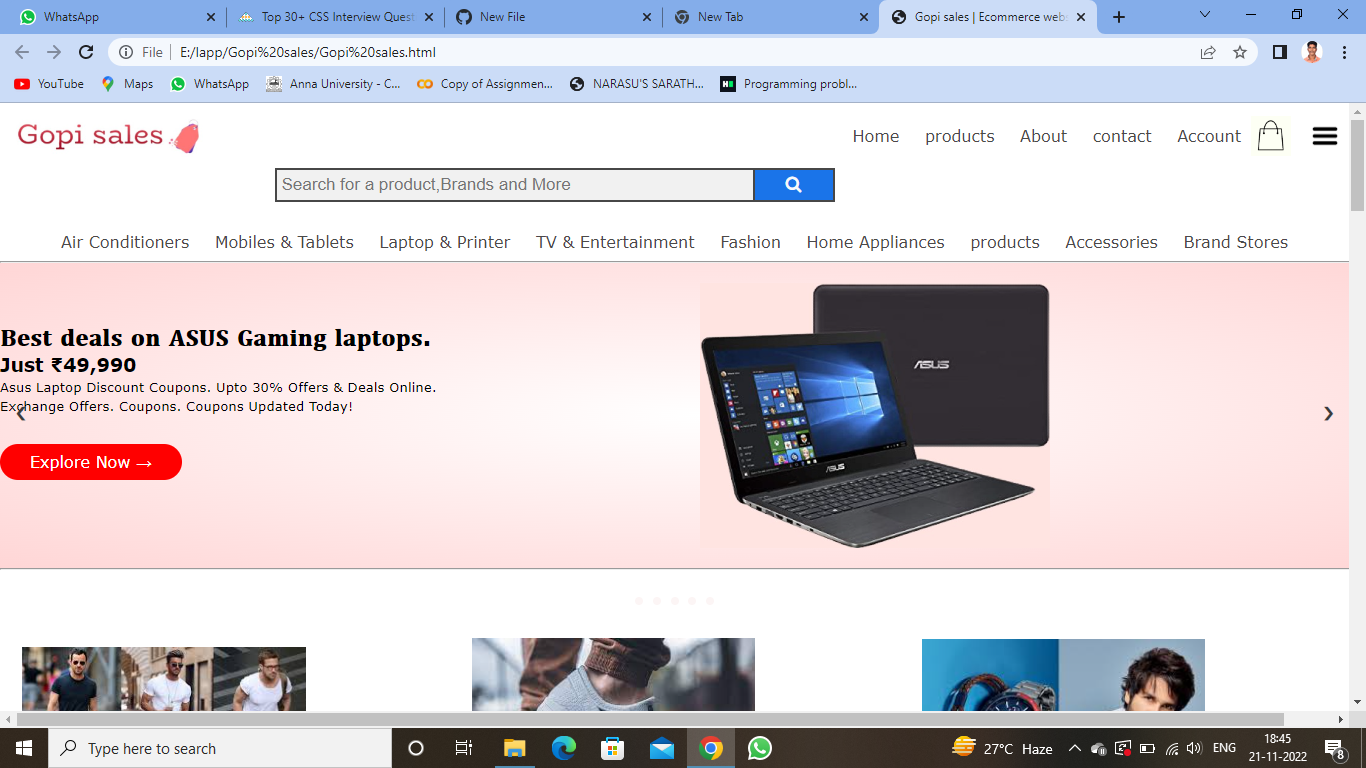 WhatsApp
Top 30+ CSS Interview Quest
New File
New Tab
Gopi sales | Ecommerce web
File
E:/lapp/Gopi%20sales/Gopi%20sales.html
YouTube
Maps
WhatsApp
Anna University - C...
Copy of Assignmen...
NARASU'S SARATH...
Programming probl...
Gopi sales
Home products About contact Account
Search for a product,Brands and More
Air Conditioners Mobiles & Tablets Laptop & Printer TV & Entertainment Fashion Home Appliances products Accessories Brand Stores
Best deals on ASUS Gaming laptops.
Just ₹49,990
Asus Laptop Discount Coupons. Upto 30% Offers & Deals Online.
Exchange Offers. Coupons. Coupons Updated Today!
‹
›
Explore Now →
ASUS
ASUS
Type here to search
27°C Haze
ENG
18:45
21-11-2022
8